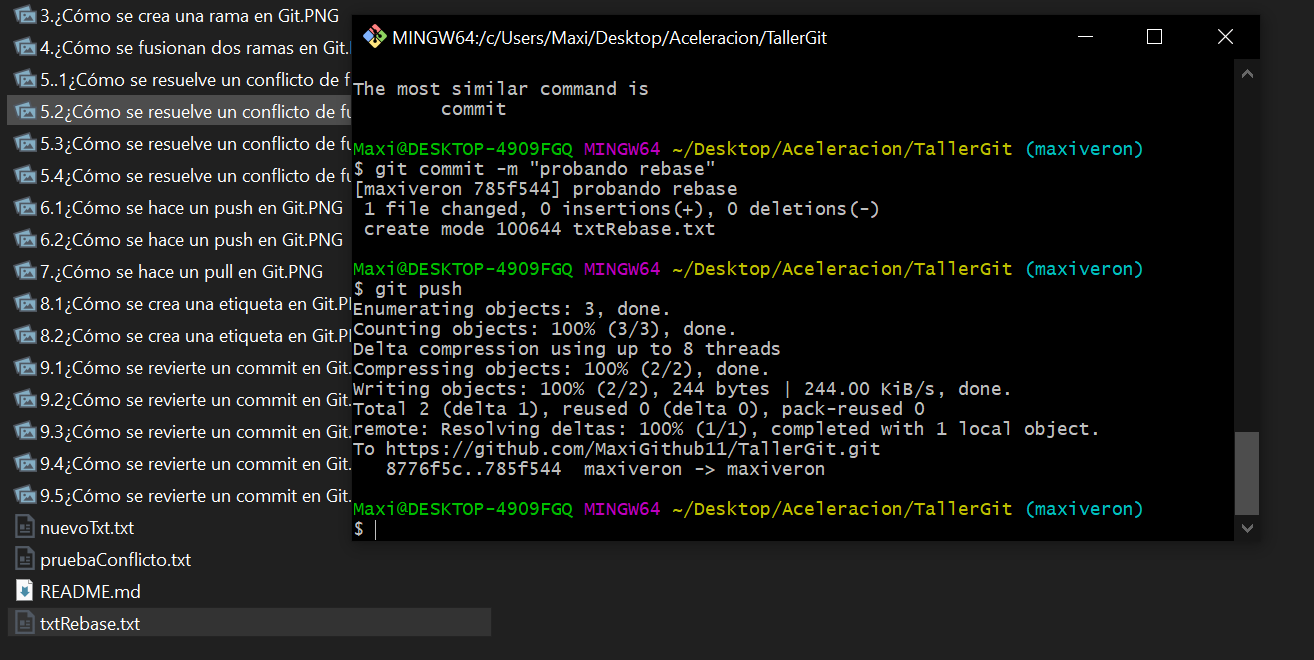 3.¿Cómo se crea una rama en Git.PNG
4.¿Cómo se fusionan dos ramas en Git.
5..1¿Cómo se resuelve un conflicto de f
5.2¿Cómo se resuelve un conflicto de fu
5.3¿Cómo se resuelve un conflicto de fu
5.4¿Cómo se resuelve un conflicto de fu
6.1¿Cómo se hace un push en Git.PNG
6.2¿Cómo se hace un push en Git.PNG
7.¿Cómo se hace un pull en Git.PNG
8.1¿Cómo se crea una etiqueta en Git.PI
8.2¿Cómo se crea una etiqueta en Git.PI
9.1¿Cómo se revierte un commit en Git.
9.2¿Cómo se revierte un commit en Git.
9.3¿Cómo se revierte un commit en Git.
9.4¿Cómo se revierte un commit en Git.
9.5¿Cómo se revierte un commit en Git.
nuevoTxt.txt
pruebaConflicto.txt
README.md
txtRebase.txt
MINGW64:/c/Users/Maxi/Desktop/Aceleracion/TallerGit
The most similar command is
commit
Maxi@DESKTOP-4909FGQ MINGW64 ~/Desktop/Aceleracion/TallerGit (maxiveron)
$ git commit -m "probando rebase"
[maxiveron 785f544] probando rebase
1 file changed, 0 insertions(+), 0 deletions(-)
create mode 100644 txtRebase.txt
Maxi@DESKTOP-4909FGQ MINGW64 ~/Desktop/Aceleracion/TallerGit (maxiveron)
$ git push
Enumerating objects: 3, done.
Counting objects: 100% (3/3), done.
Delta compression using up to 8 threads
Compressing objects: 100% (2/2), done.
Writing objects: 100% (2/2), 244 bytes | 244.00 KiB/s, done.
Total 2 (delta 1), reused 0 (delta 0), pack-reused 0
remote: Resolving deltas: 100% (1/1), completed with 1 local object.
To https://github.com/MaxiGithub11/TallerGit.git
8776f5c..785f544  maxiveron -> maxiveron
Maxi@DESKTOP-4909FGQ MINGW64 ~/Desktop/Aceleracion/TallerGit (maxiveron)
$